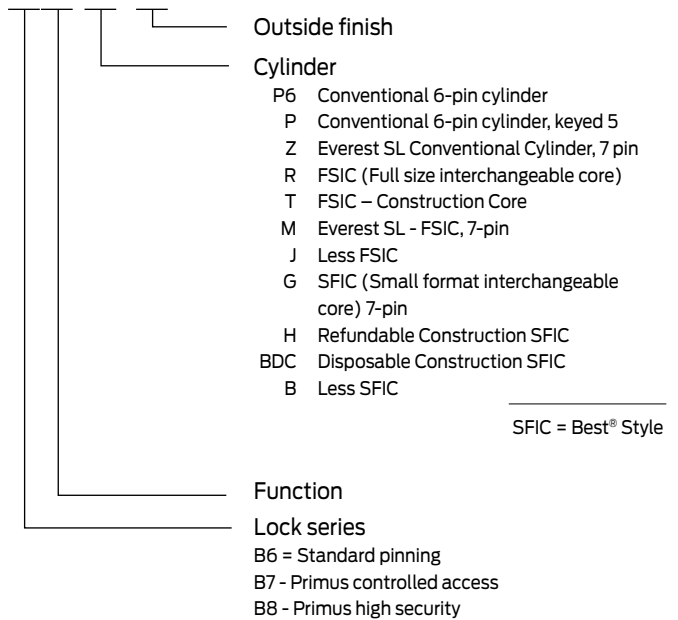 Outside finish
Cylinder
P6 Conventional 6-pin cylinder
P Conventional 6-pin cylinder, keyed 5
Z Everest SL Conventional Cylinder, 7 pin
R FSIC (Full size interchangeable core)
T FSIC – Construction Core
M Everest SL - FSIC, 7-pin
J Less FSIC
G SFIC (Small format interchangeable
core) 7-pin
H Refundable Construction SFIC
BDC Disposable Construction SFIC
B Less SFIC
SFIC = Best® Style
Function
Lock series
B6 = Standard pinning
B7 - Primus controlled access
B8 - Primus high security